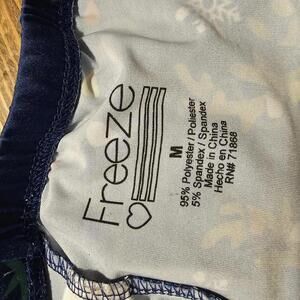 Freeze
M
95% Polyester / Poliester
5% Spandex / Spandex
Made in China
Hecho en China
RN# 71868